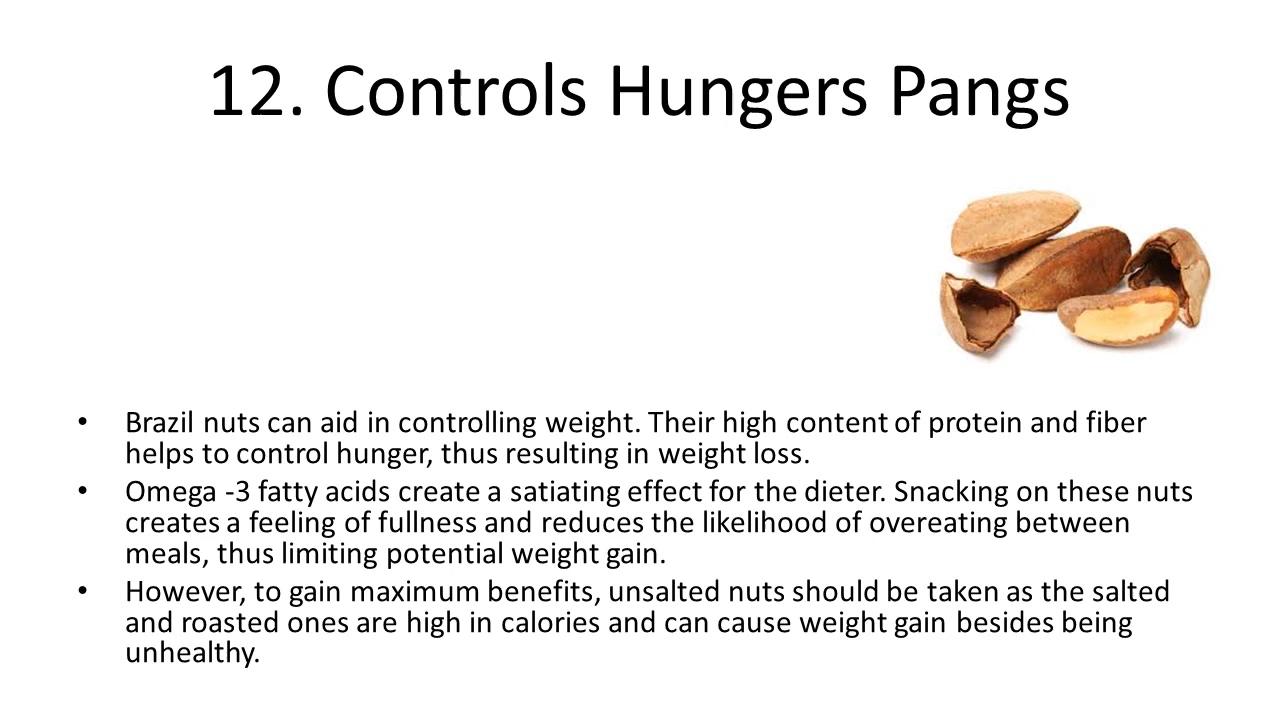 12. Controls Hungers Pangs
• Brazil nuts can aid in controlling weight. Their high content of protein and fiber
helps to control hunger, thus resulting in weight loss.
• Omega -3 fatty acids create a satiating effect for the dieter. Snacking on these nuts
creates a feeling of fullness and reduces the likelihood of overeating between
meals, thus limiting potential weight gain.
• However, to gain maximum benefits, unsalted nuts should be taken as the salted
and roasted ones are high in calories and can cause weight gain besides being
unhealthy.